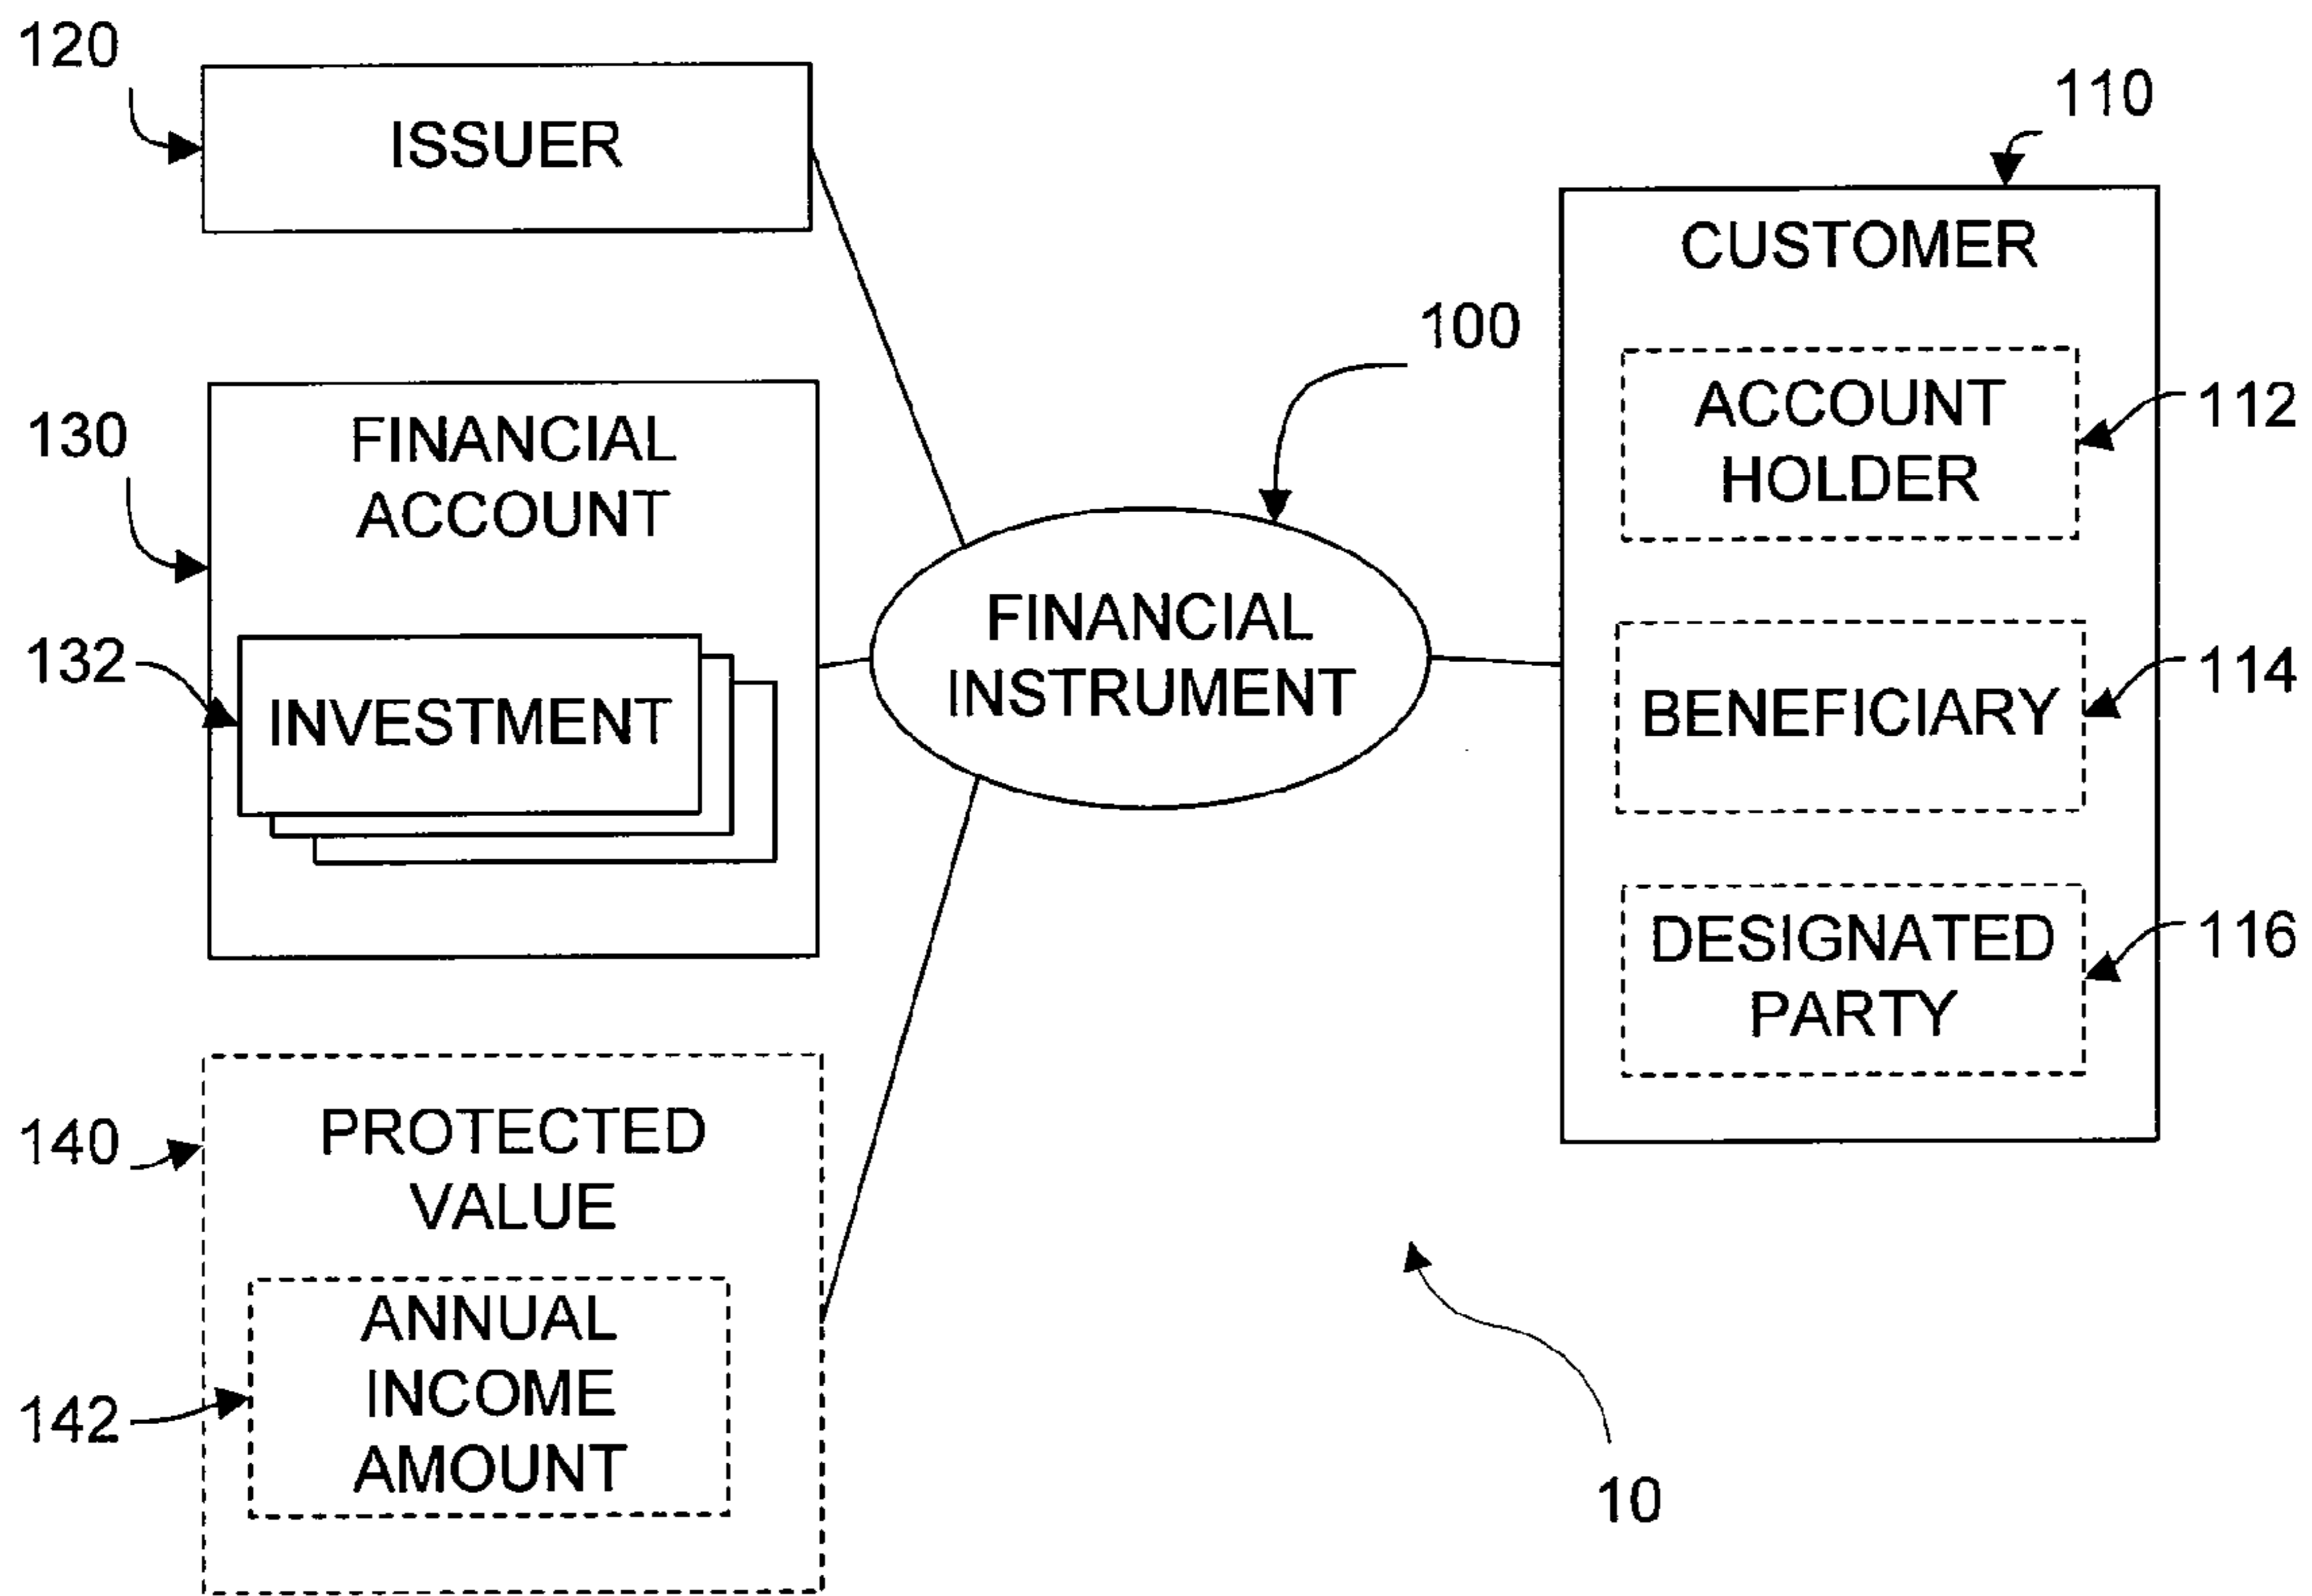 120
ISSUER
110
CUSTOMER
100
ACCOUNT
HOLDER
112
130
FINANCIAL
ACCOUNT
132
INVESTMENT
FINANCIAL
INSTRUMENT
BENEFICIARY
114
DESIGNATED
PARTY
116
140
PROTECTED
VALUE
142
ANNUAL
INCOME
AMOUNT
10